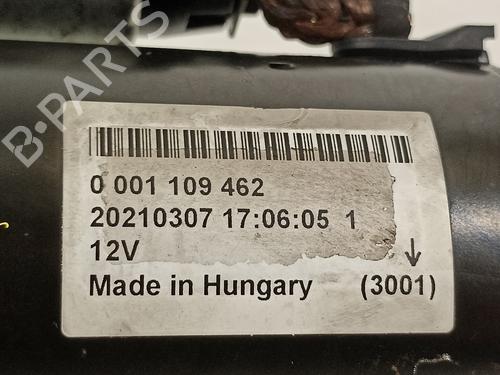 B-PARTS
0 001 109 462
20210307 17:06:05 1
12V ↓
Made in Hungary (3001)